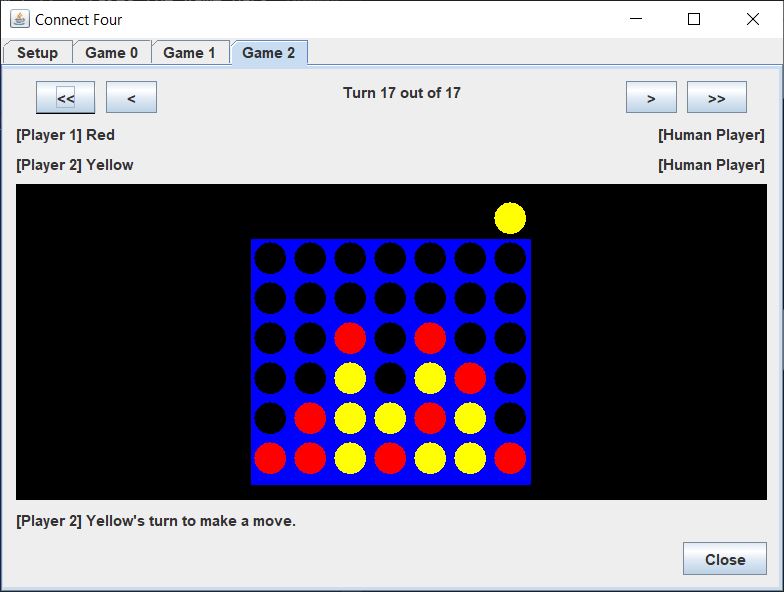 Connect Four
Setup Game 0 Game 1 Game 2
<< < Turn 17 out of 17 > >>
[Player 1] Red [Human Player]
[Player 2] Yellow [Human Player]
[Player 2] Yellow's turn to make a move.
Close